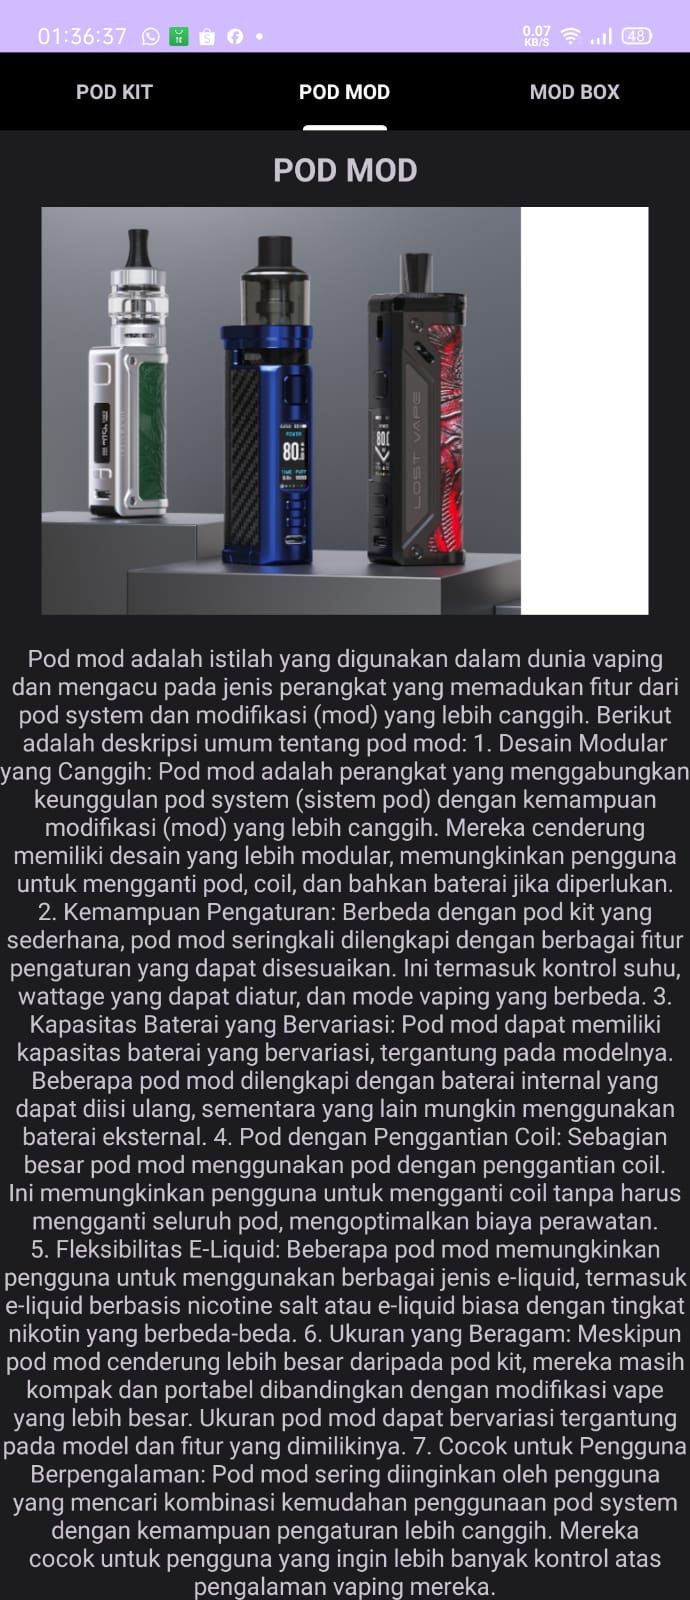 01:36:37
0.07
KB/S
48
POD KIT
POD MOD
MOD BOX
POD MOD
POWER
80.
80.
LOST VAPE
Pod mod adalah istilah yang digunakan dalam dunia vaping
dan mengacu pada jenis perangkat yang memadukan fitur dari
pod system dan modifikasi (mod) yang lebih canggih. Berikut
adalah deskripsi umum tentang pod mod: 1. Desain Modular
yang Canggih: Pod mod adalah perangkat yang menggabungkan
keunggulan pod system (sistem pod) dengan kemampuan
modifikasi (mod) yang lebih canggih. Mereka cenderung
memiliki desain yang lebih modular, memungkinkan pengguna
untuk mengganti pod, coil, dan bahkan baterai jika diperlukan.
2. Kemampuan Pengaturan: Berbeda dengan pod kit yang
sederhana, pod mod seringkali dilengkapi dengan berbagai fitur
pengaturan yang dapat disesuaikan. Ini termasuk kontrol suhu,
wattage yang dapat diatur, dan mode vaping yang berbeda. 3.
Kapasitas Baterai yang Bervariasi: Pod mod dapat memiliki
kapasitas baterai yang bervariasi, tergantung pada modelnya.
Beberapa pod mod dilengkapi dengan baterai internal yang
dapat diisi ulang, sementara yang lain mungkin menggunakan
baterai eksternal. 4. Pod dengan Penggantian Coil: Sebagian
besar pod mod menggunakan pod dengan penggantian coil.
Ini memungkinkan pengguna untuk mengganti coil tanpa harus
mengganti seluruh pod, mengoptimalkan biaya perawatan.
5. Fleksibilitas E-Liquid: Beberapa pod mod memungkinkan
pengguna untuk menggunakan berbagai jenis e-liquid, termasuk
e-liquid berbasis nicotine salt atau e-liquid biasa dengan tingkat
nikotin yang berbeda-beda. 6. Ukuran yang Beragam: Meskipun
pod mod cenderung lebih besar daripada pod kit, mereka masih
kompak dan portabel dibandingkan dengan modifikasi vape
yang lebih besar. Ukuran pod mod dapat bervariasi tergantung
pada model dan fitur yang dimilikinya. 7. Cocok untuk Pengguna
Berpengalaman: Pod mod sering diinginkan oleh pengguna
yang mencari kombinasi kemudahan penggunaan pod system
dengan kemampuan pengaturan lebih canggih. Mereka
cocok untuk pengguna yang ingin lebih banyak kontrol atas
pengalaman vaping mereka.